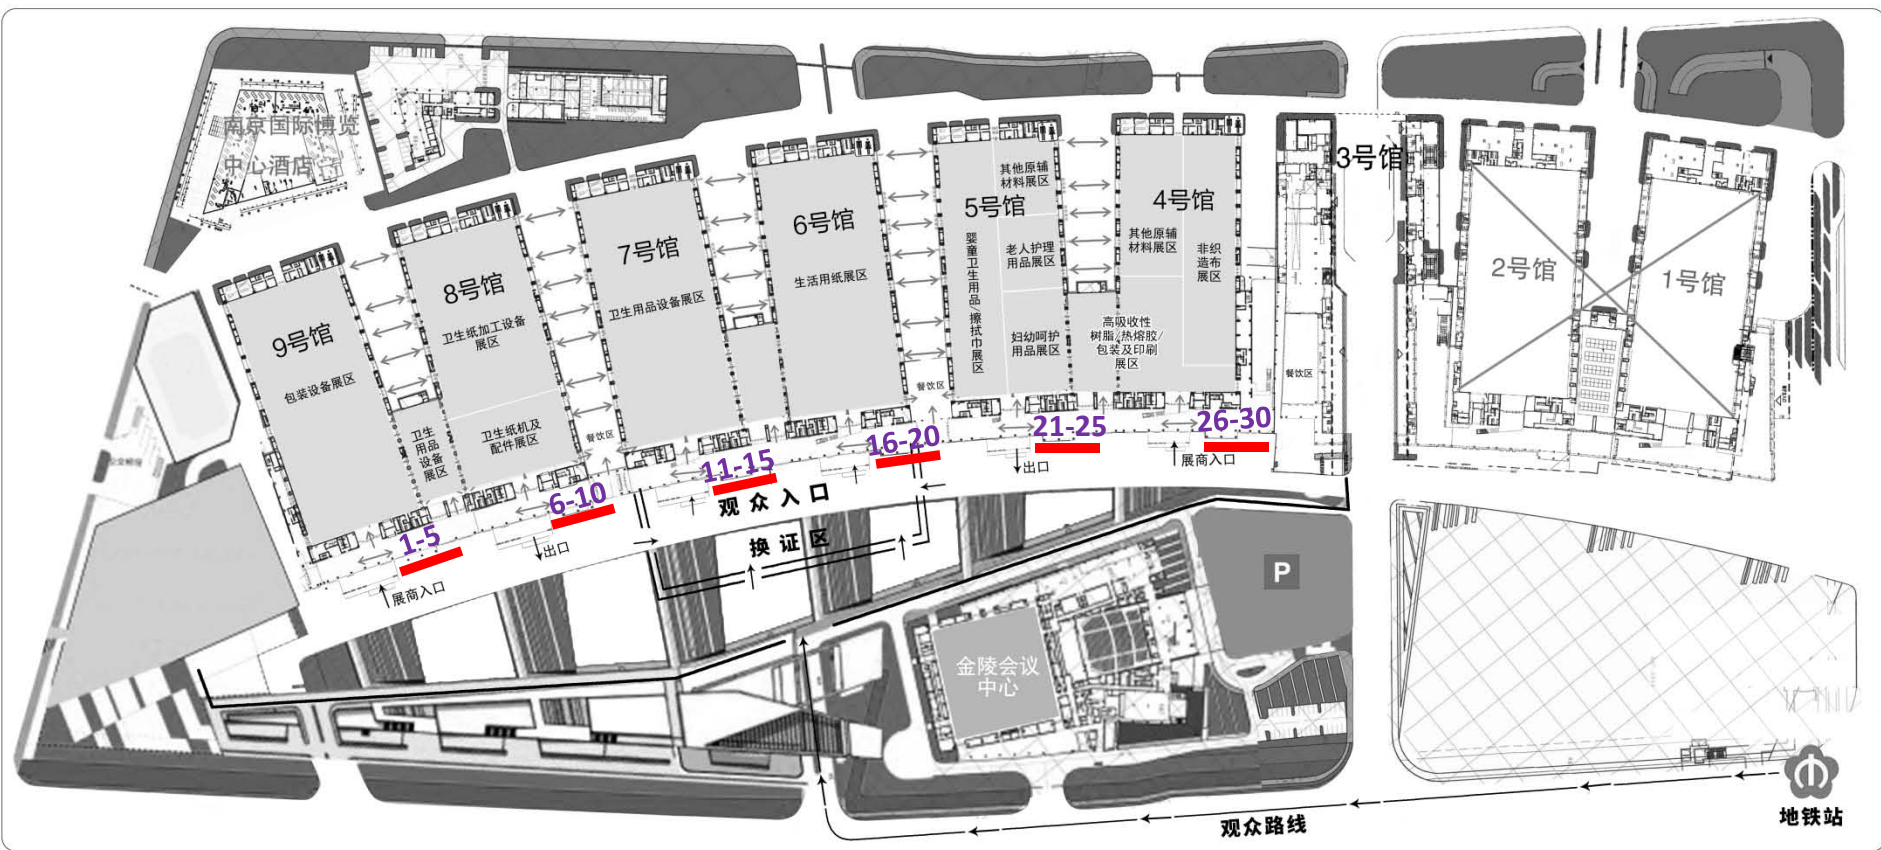 南京国际博览
中心酒店
9号馆
包装设备展区
8号馆
卫生纸加工设备
展区
卫生纸机及
配件展区
卫生
用品
设备
展区
7号馆
卫生用品设备展区
餐饮区
6号馆
生活用纸展区
餐饮区
5号馆
其他原辅
材料展区
婴童卫生用品/擦拭巾展区
老人护理
用品展区
妇幼呵护
用品展区
4号馆
其他原辅
材料展区
非织
造布
展区
高吸收性
树脂/热熔胶/
包装及印刷
展区
餐饮区
3号馆
2号馆
1号馆
1-5
6-10
11-15
16-20
21-25
26-30
展商入口
出口
观众入口
换证区
出口
展商入口
P
金陵会议
中心
观众路线
地铁站